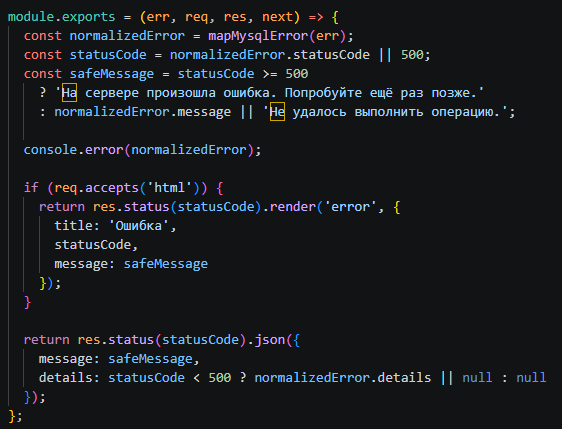 module.exports = (err, req, res, next) => {
  const normalizedError = mapMysqlError(err);
  const statusCode = normalizedError.statusCode || 500;
  const safeMessage = statusCode >= 500
    ? 'На сервере произошла ошибка. Попробуйте ещё раз позже.'
    : normalizedError.message || 'Не удалось выполнить операцию.';

  console.error(normalizedError);

  if (req.accepts('html')) {
    return res.status(statusCode).render('error', {
      title: 'Ошибка',
      statusCode,
      message: safeMessage
    });
  }

  return res.status(statusCode).json({
    message: safeMessage,
    details: statusCode < 500 ? normalizedError.details || null : null
  });
};